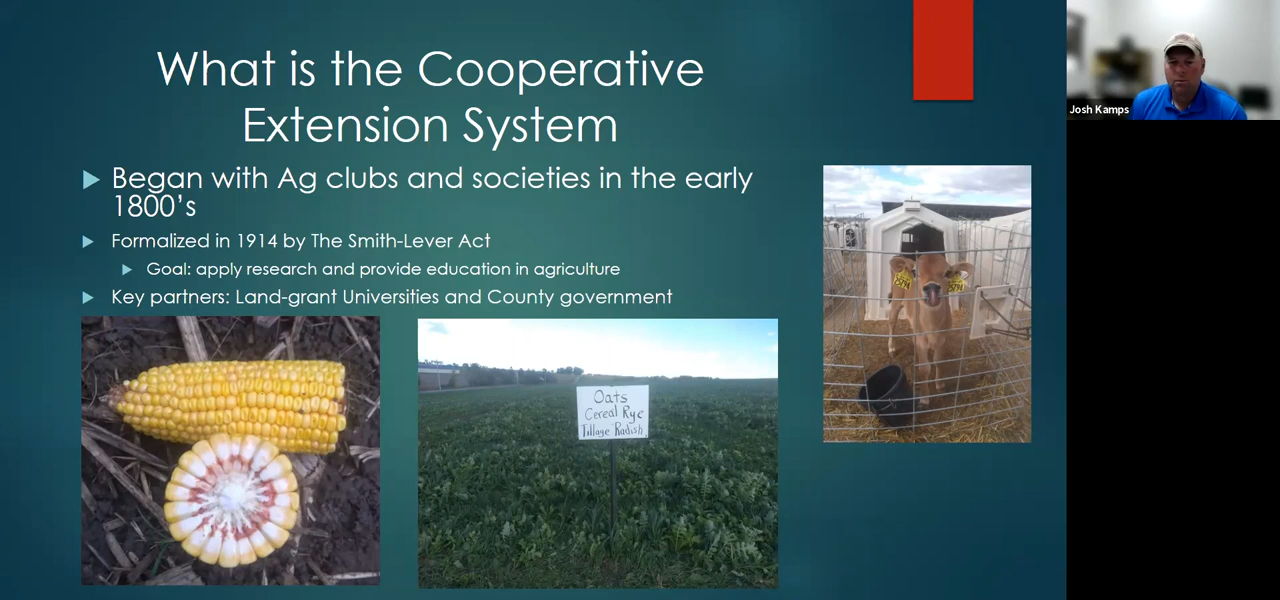 What is the Cooperative
Extension System
Began with Ag clubs and societies in the early
1800's
Formalized in 1914 by The Smith-Lever Act
Goal: apply research and provide education in agriculture
Key partners: Land-grant Universities and County government
Oats
Cereal Rye
Tillage Radish
Josh Kamps